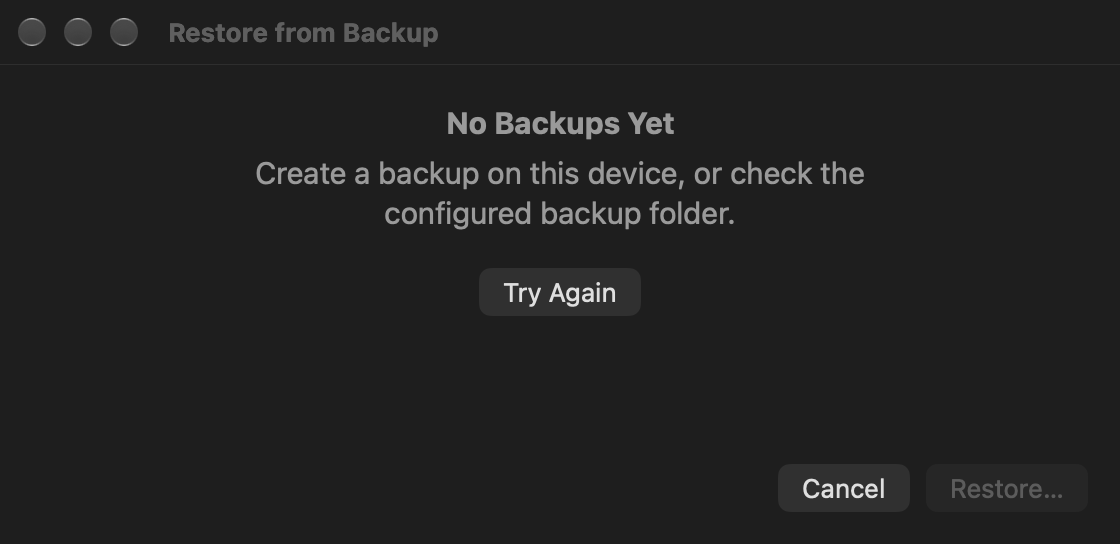 Restore from Backup
No Backups Yet
Create a backup on this device, or check the
configured backup folder.
Try Again
Cancel
Restore...